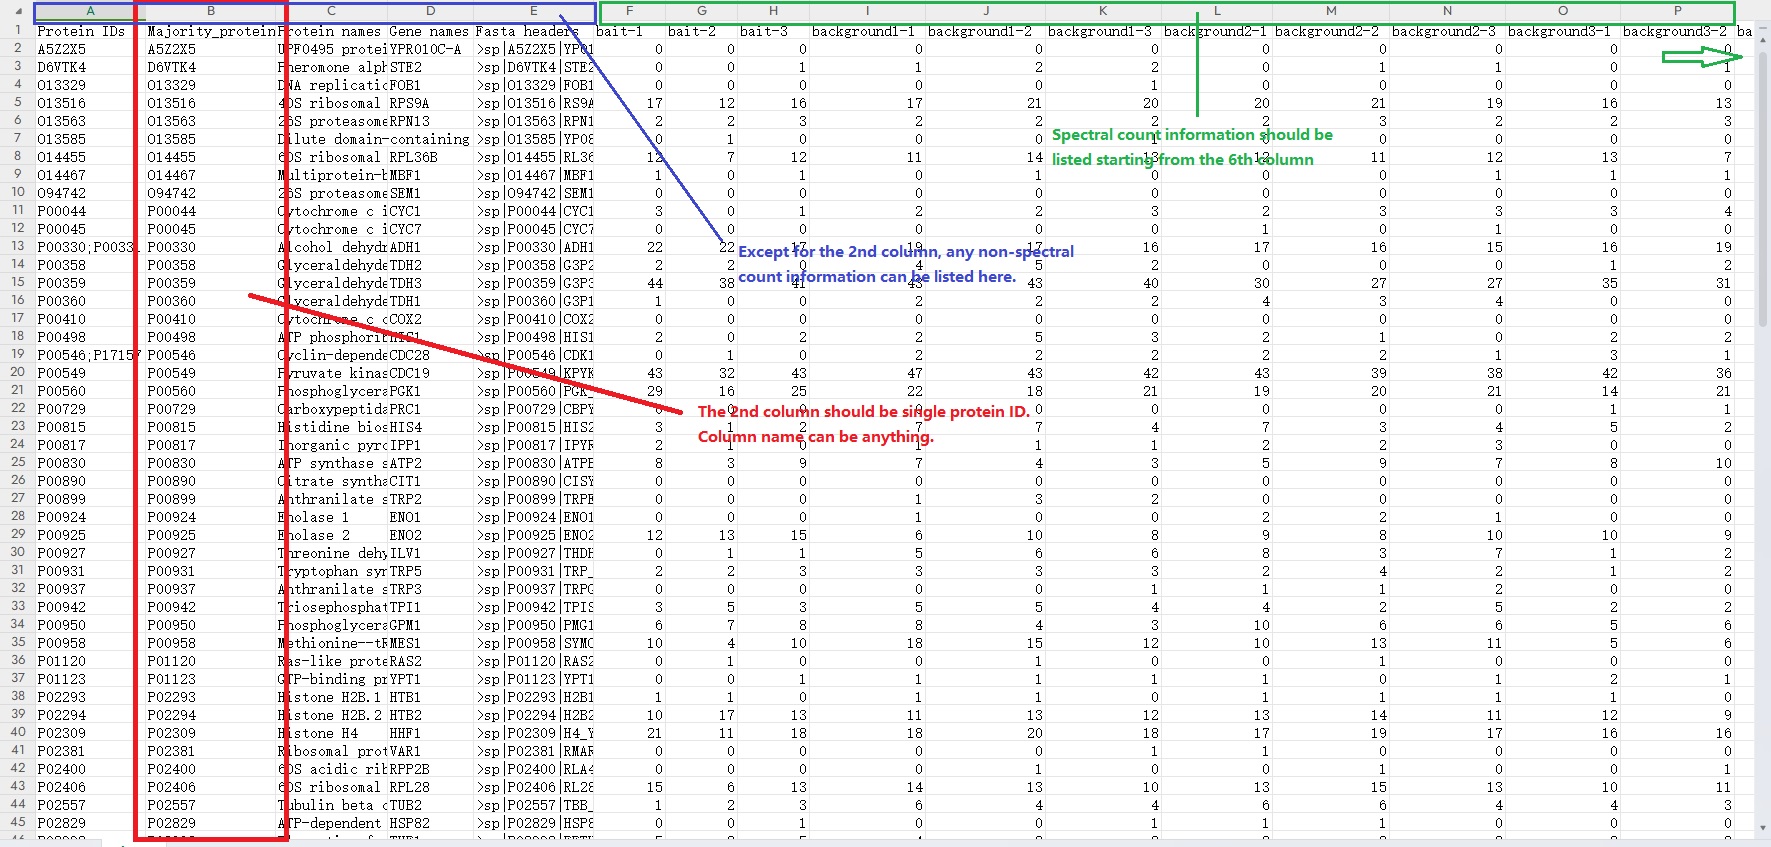 A B C D E F G H I J K L M N O P
1 Protein IDs Majority_protein Protein names Gene names Fasta headers bait-1 bait-2 bait-3 background1-1 background1-2 background1-3 background2-1 background2-2 background2-3 background3-1 background3-2 ba
2 A5Z2X5 A5Z2X5 UPF0495 protei YPR010C-A >sp|A5Z2X5|YP01 0 0 0 0 0 0 0 0 0 0 0
3 D6VTK4 D6VTK4 Pheromone alph STE2 >sp|D6VTK4|STE2 0 0 1 1 2 2 0 1 1 0 1
4 O13329 O13329 DNA replicatic FOB1 >sp|O13329|FOB1 0 0 0 0 0 1 0 0 0 0 0
5 O13516 O13516 40S ribosomal RPS9A >sp|O13516|RS9A 17 12 16 17 21 20 20 21 19 16 13
6 O13563 O13563 26S proteasome RPN13 >sp|O13563|RPN1 2 2 3 2 2 2 2 3 2 2 3
7 O13585 O13585 Dilute domain-containing >sp|O13585|YP08 0 1 0 0 0 0 0 0 0
Spectral count information should be
listed starting from the 6th column
8 O14455 O14455 60S ribosomal RPL36B >sp|O14455|RL36 12 7 12 11 14 13 12 11 12 13 7
9 O14467 O14467 Multiprotein-b MBF1 >sp|O14467|MBF1 1 0 1 0 1 0 0 0 1 1 1
10 O94742 O94742 26S proteasome SEM1 >sp|O94742|SEM1 0 0 0 0 0 0 0 0 0 0 0
11 P00044 P00044 Cytochrome c i CYC1 >sp|P00044|CYC1 3 0 1 2 2 3 2 3 3 3 4
12 P00045 P00045 Cytochrome c i CYC7 >sp|P00045|CYC7 0 0 0 0 0 0 1 0 1 0 0
13 P00330;P0033 P00330 Alcohol dehydr ADH1 >sp|P00330|ADH1 22 22 17 19 17 16 17 16 15 16 19
Except for the 2nd column, any non-spectral
count information can be listed here.
14 P00358 P00358 Glyceraldehyde TDH2 >sp|P00358|G3P2 2 2 0 4 5 2 0 0 0 1 2
15 P00359 P00359 Glyceraldehyde TDH3 >sp|P00359|G3P3 44 38 41 43 43 40 30 27 27 35 31
16 P00360 P00360 Glyceraldehyde TDH1 >sp|P00360|G3P1 1 0 0 2 2 2 4 3 4 0 0
17 P00410 P00410 Cytochrome c c COX2 >sp|P00410|COX2 0 0 0 0 0 0 0 0 0 0 0
18 P00498 P00498 ATP phosphorib HIS1 >sp|P00498|HIS1 2 0 2 2 5 3 2 1 0 2 2
19 P00546;P17157 P00546 Cyclin-depende CDC28 >sp|P00546|CDK1 0 1 0 2 2 2 2 2 1 3 1
20 P00549 P00549 Pyruvate kinas CDC19 >sp|P00549|KPYK 43 32 43 47 43 42 43 39 38 42 36
21 P00560 P00560 Phosphoglycera PGK1 >sp|P00560|PGK_ 29 16 25 22 18 21 19 20 21 14 21
22 P00729 P00729 Carboxypeptida PRC1 >sp|P00729|CBPY 0 0 0 0 0 0 0 0 0 1 1
The 2nd column should be single protein ID.
Column name can be anything.
23 P00815 P00815 Histidine bios HIS4 >sp|P00815|HIS2 3 1 2 7 7 4 7 3 4 5 2
24 P00817 P00817 Inorganic pyro IPP1 >sp|P00817|IPYR 2 1 0 1 1 1 2 2 3 0 0
25 P00830 P00830 ATP synthase s ATP2 >sp|P00830|ATPB 8 3 9 7 4 3 5 9 7 8 10
26 P00890 P00890 Citrate syntha CIT1 >sp|P00890|CISY 0 0 0 0 0 0 0 0 0 0 0
27 P00899 P00899 Anthranilate s TRP2 >sp|P00899|TRPE 0 0 0 1 3 2 0 0 0 0 0
28 P00924 P00924 Enolase 1 ENO1 >sp|P00924|ENO1 0 0 0 1 0 0 2 2 1 0 0
29 P00925 P00925 Enolase 2 ENO2 >sp|P00925|ENO2 12 13 15 6 10 8 9 8 10 10 9
30 P00927 P00927 Threonine dehy ILV1 >sp|P00927|THDH 0 1 1 5 6 6 8 3 7 1 2
31 P00931 P00931 Tryptophan syn TRP5 >sp|P00931|TRP_ 2 2 3 3 3 3 2 4 2 1 2
32 P00937 P00937 Anthranilate s TRP3 >sp|P00937|TRPG 0 0 0 0 0 1 1 1 2 0 0
33 P00942 P00942 Triosephosphat TPI1 >sp|P00942|TPIS 3 5 3 5 5 4 4 2 5 2 2
34 P00950 P00950 Phosphoglycera GPM1 >sp|P00950|PMG1 6 7 8 8 4 3 10 6 6 5 6
35 P00958 P00958 Methionine--tR MES1 >sp|P00958|SYMC 10 4 10 18 15 12 10 13 11 5 6
36 P01120 P01120 Ras-like prote RAS2 >sp|P01120|RAS2 0 1 0 0 1 0 0 1 0 0 0
37 P01123 P01123 GTP-binding pr YPT1 >sp|P01123|YPT1 0 0 1 1 1 1 1 0 1 2 1
38 P02293 P02293 Histone H2B.1 HTB1 >sp|P02293|H2B1 1 1 0 1 1 0 1 1 1 1 0
39 P02294 P02294 Histone H2B.2 HTB2 >sp|P02294|H2B2 10 17 13 11 13 12 13 14 11 12 9
40 P02309 P02309 Histone H4 HHF1 >sp|P02309|H4_Y 21 11 18 18 20 18 17 19 17 16 16
41 P02381 P02381 Ribosomal prot VAR1 >sp|P02381|RMAR 0 0 0 0 0 1 1 0 0 0 0
42 P02400 P02400 60S acidic rib RPP2B >sp|P02400|RLA4 0 0 0 0 1 0 0 1 0 0 1
43 P02406 P02406 60S ribosomal RPL28 >sp|P02406|RL28 15 6 13 14 13 10 13 15 13 10 11
44 P02557 P02557 Tubulin beta c TUB2 >sp|P02557|TBB_ 1 2 3 6 4 4 6 6 4 4 3
45 P02829 P02829 ATP-dependent HSP82 >sp|P02829|HSP8 0 0 1 0 0 1 1 1 0 0 0